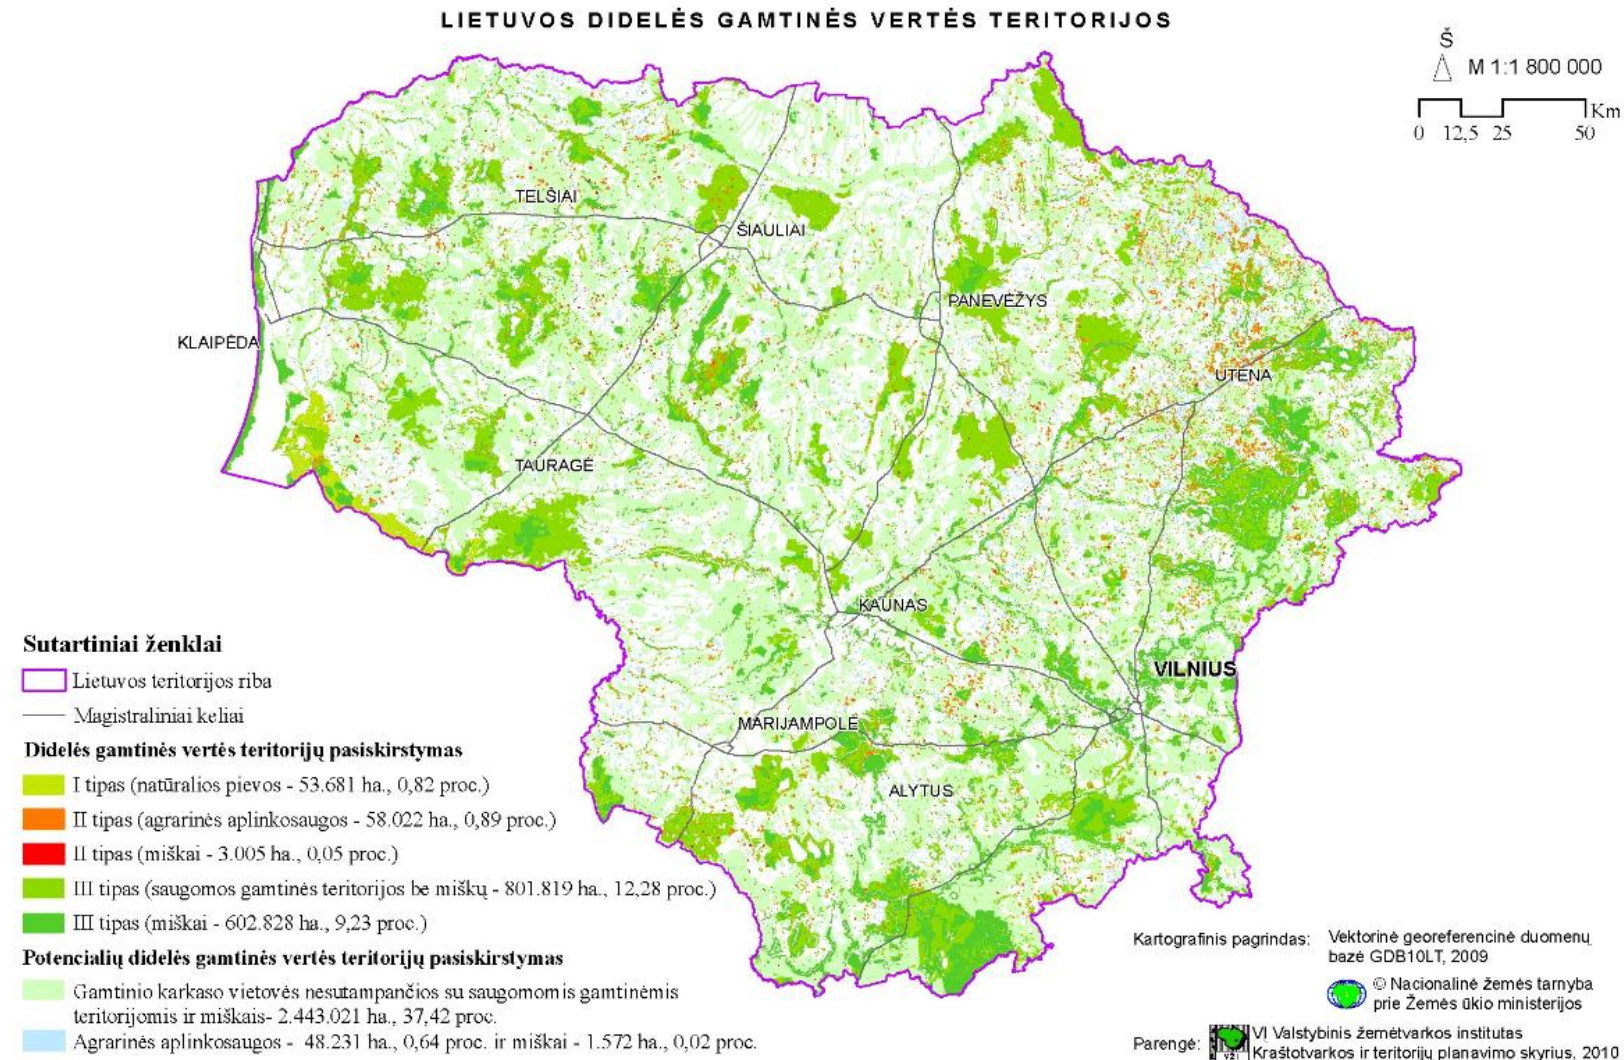 LIETUVOS DIDELĖS GAMTINĖS VERTĖS TERITORIJOS
Š
M 1:1 800 000
Km
0 12,5 25 50
TELŠIAI
ŠIAULIAI
PANEVĖŽYS
KLAIPĖDA
UTENA
TAURAGĖ
KAUNAS
VILNIUS
MARIJAMPOLĖ
ALYTUS
Sutartiniai ženklai
Lietuvos teritorijos riba
Magistraliniai keliai
Didelės gamtinės vertės teritorijų pasiskirstymas
I tipas (natūralios pievos - 53.681 ha., 0,82 proc.)
II tipas (agrarinės aplinkosaugos - 58.022 ha., 0,89 proc.)
II tipas (miškai - 3.005 ha., 0,05 proc.)
III tipas (saugomos gamtinės teritorijos be miškų - 801.819 ha., 12,28 proc.)
III tipas (miškai - 602.828 ha., 9,23 proc.)
Potencialių didelės gamtinės vertės teritorijų pasiskirstymas
Gamtinio karkaso vietovės nesutampančios su saugomomis gamtinėmis
teritorijomis ir miškais- 2.443.021 ha., 37,42 proc.
Agrarinės aplinkosaugos - 48.231 ha., 0,64 proc. ir miškai - 1.572 ha., 0,02 proc.
Kartografinis pagrindas: Vektorinė georeferencinė duomenų
bazė GDB10LT, 2009
© Nacionalinė žemės tarnyba
prie Žemės ūkio ministerijos
Parengė: VĮ Valstybinis žemėtvarkos institutas
Kraštotvarkos ir teritorijų planavimo skyrius, 2010